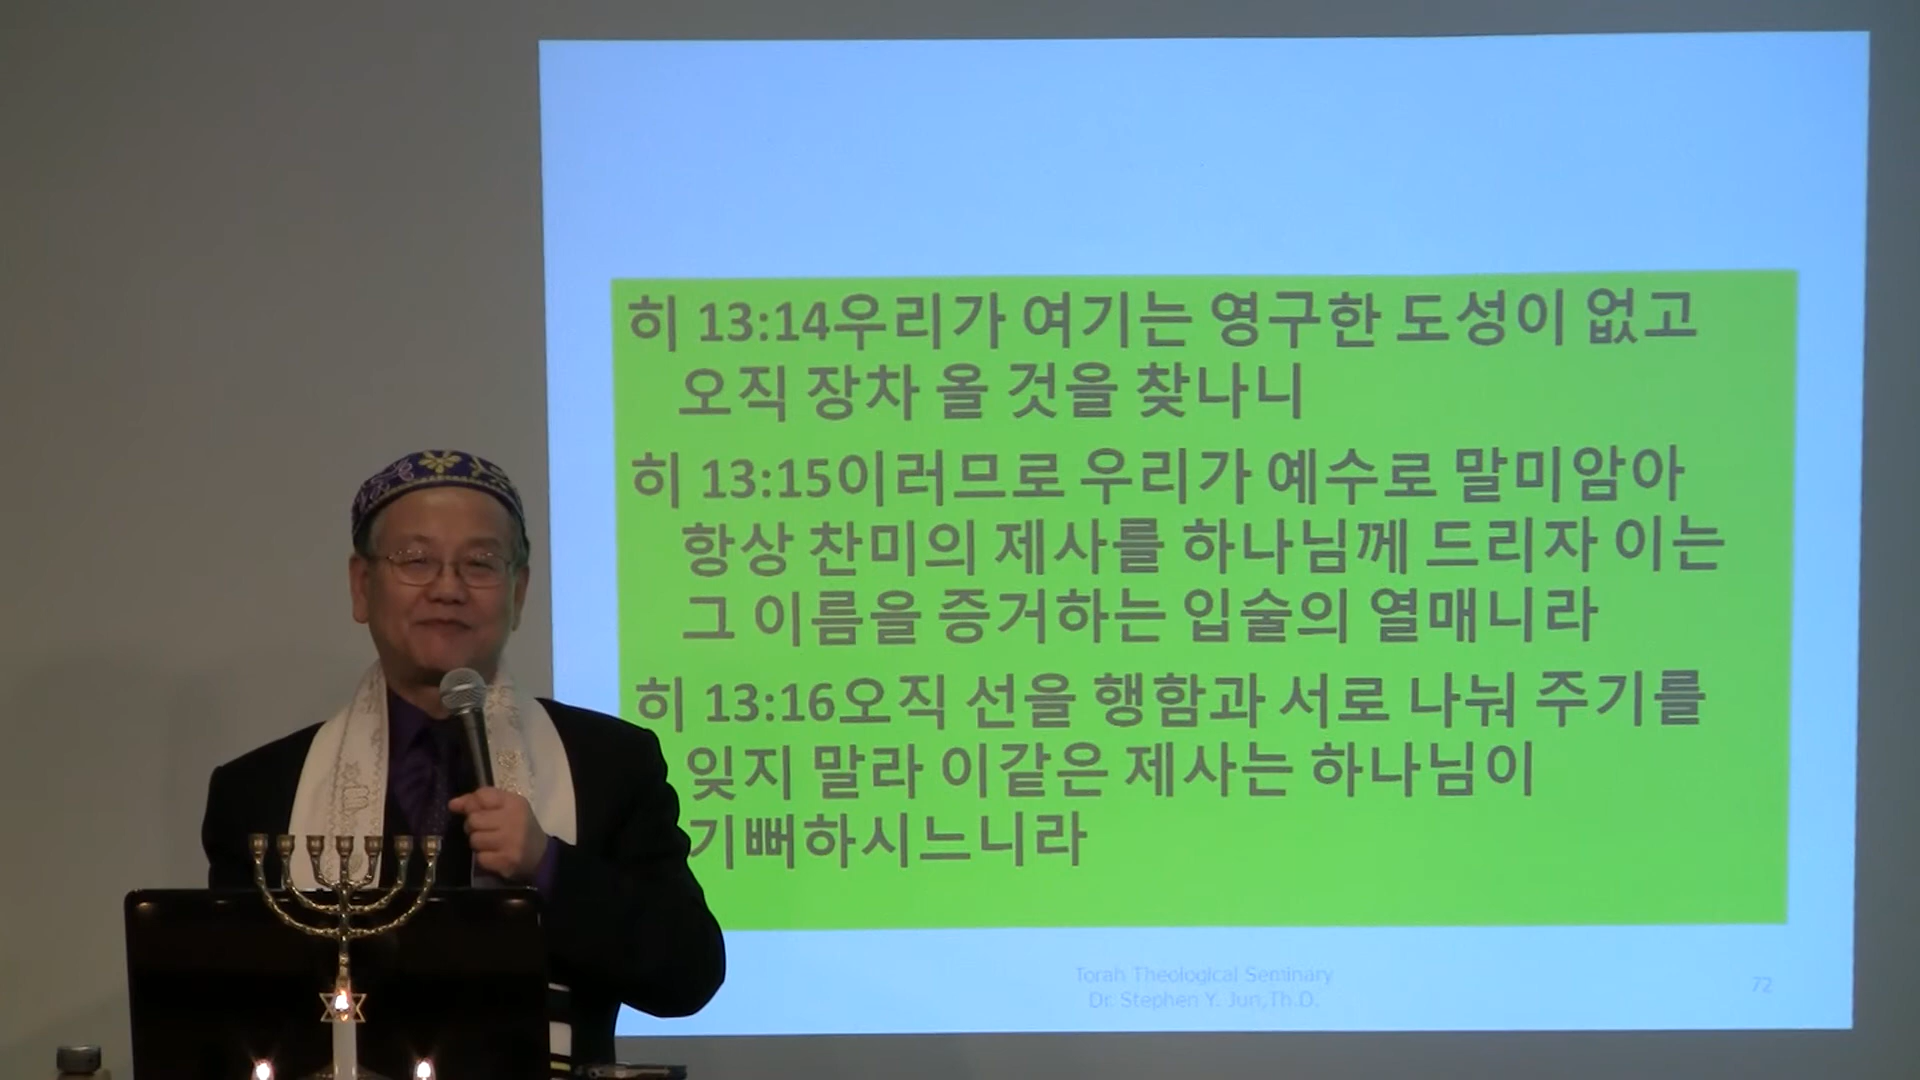 히 13:14우리가 여기는 영구한 도성이 없고
오직 장차 올 것을 찾나니
히 13:15이러므로 우리가 예수로 말미암아
항상 찬미의 제사를 하나님께 드리자 이는
그 이름을 증거하는 입술의 열매니라
히 13:16오직 선을 행함과 서로 나눠 주기를
잊지 말라 이같은 제사는 하나님이
기뻐하시느니라
Torah Theological Seminary
Dr. Stephen Y. Jun,Th.D.
72